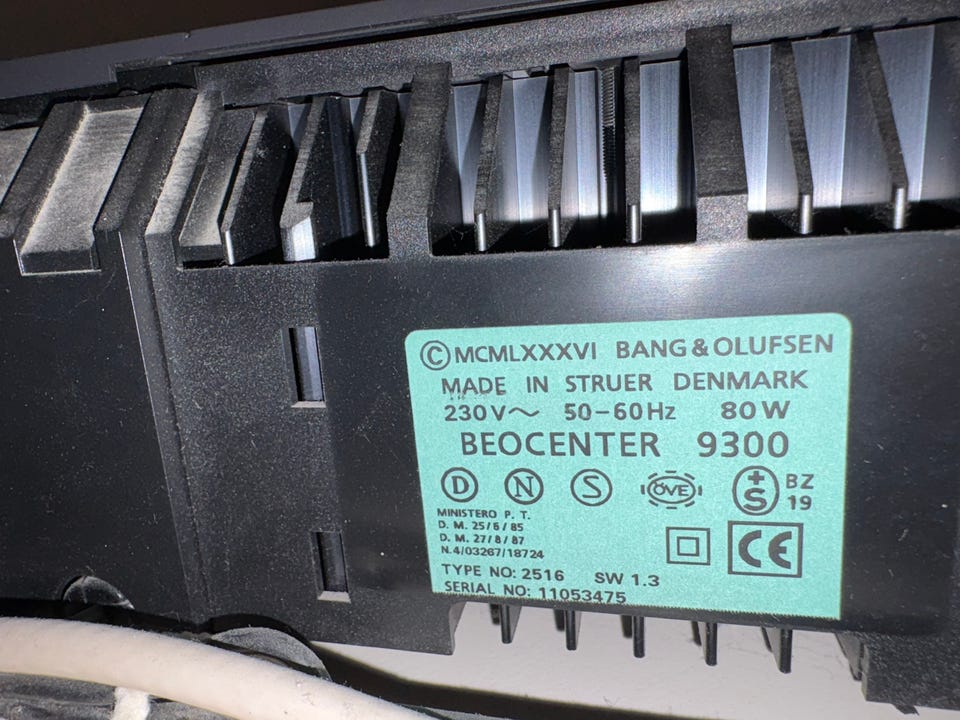 © MCMLXXXVI BANG & OLUFSEN
MADE IN STRUER DENMARK
230V~ 50-60Hz 80W
BEOCENTER 9300
D N S ÖVE +S BZ 19
MINISTERO P. T.
D. M. 25/6/85
D. M. 27/8/87
N.4/03267/18724
CE
TYPE NO: 2516 SW 1.3
SERIAL NO: 11053475